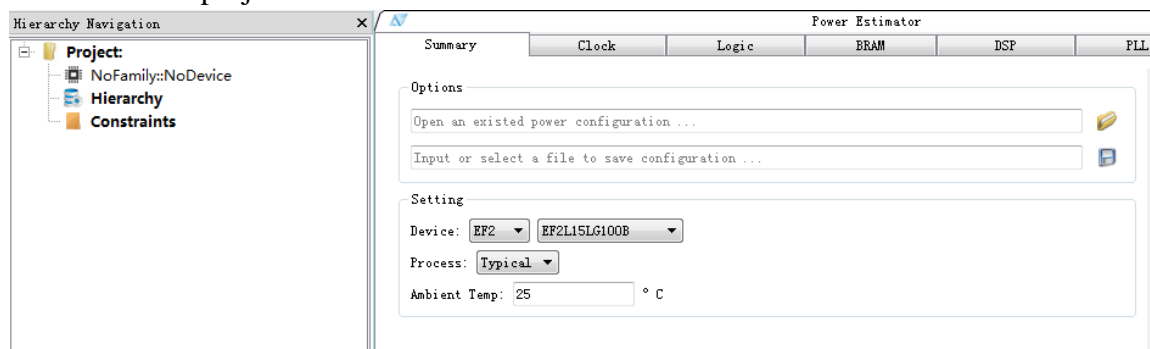 Hierarchy Navigation
Project:
NoFamily::NoDevice
Hierarchy
Constraints
Power Estimator
Summary Clock Logic BRAM DSP PLL
Options
Open an existed power configuration ...
Input or select a file to save configuration ...
Setting
Device: EF2 EF2L15LG100B
Process: Typical
Ambient Temp: 25 ° C